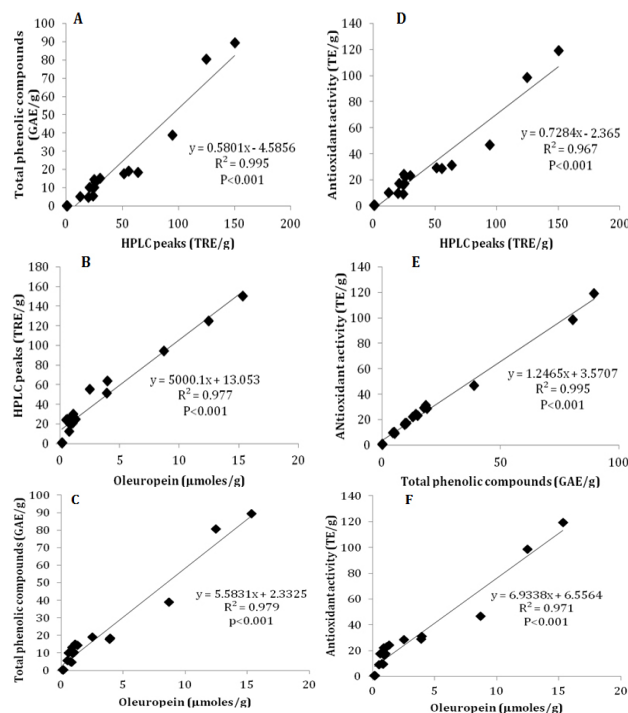 A
Total phenolic compounds
(GAE/g)
100
90
80
70
60
50
40
30
20
10
0
y = 0.5801x - 4.5856
R² = 0.995
P<0.001
0 50 100 150 200
HPLC peaks (TRE/g)
D
Antioxidant activity (TE/g)
140
120
100
80
60
40
20
0
y = 0.7284x - 2.365
R² = 0.967
P<0.001
0 50 100 150 200
HPLC peaks (TRE/g)
B
HPLC peaks (TRE/g)
180
160
140
120
100
80
60
40
20
0
y = 5000.1x + 13.053
R² = 0.977
P<0.001
0 5 10 15 20
Oleuropein (μmoles/g)
E
ANtioxidant activity (TE/g)
140
120
100
80
60
40
20
0
y = 1.2465x + 3.5707
R² = 0.995
P<0.001
0 50 100
Total phenolic compounds (GAE/g)
C
Total phenolic compounds (GAE/g)
100
90
80
70
60
50
40
30
20
10
0
y = 5.5831x + 2.3325
R² = 0.979
p<0.001
0 5 10 15 20
Oleuropein (μmoles/g)
F
Antioxidant activity (TE/g)
140
120
100
80
60
40
20
0
y = 6.9338x + 6.5564
R² = 0.971
P<0.001
0 5 10 15 20
Oleuropein (μmoles/g)